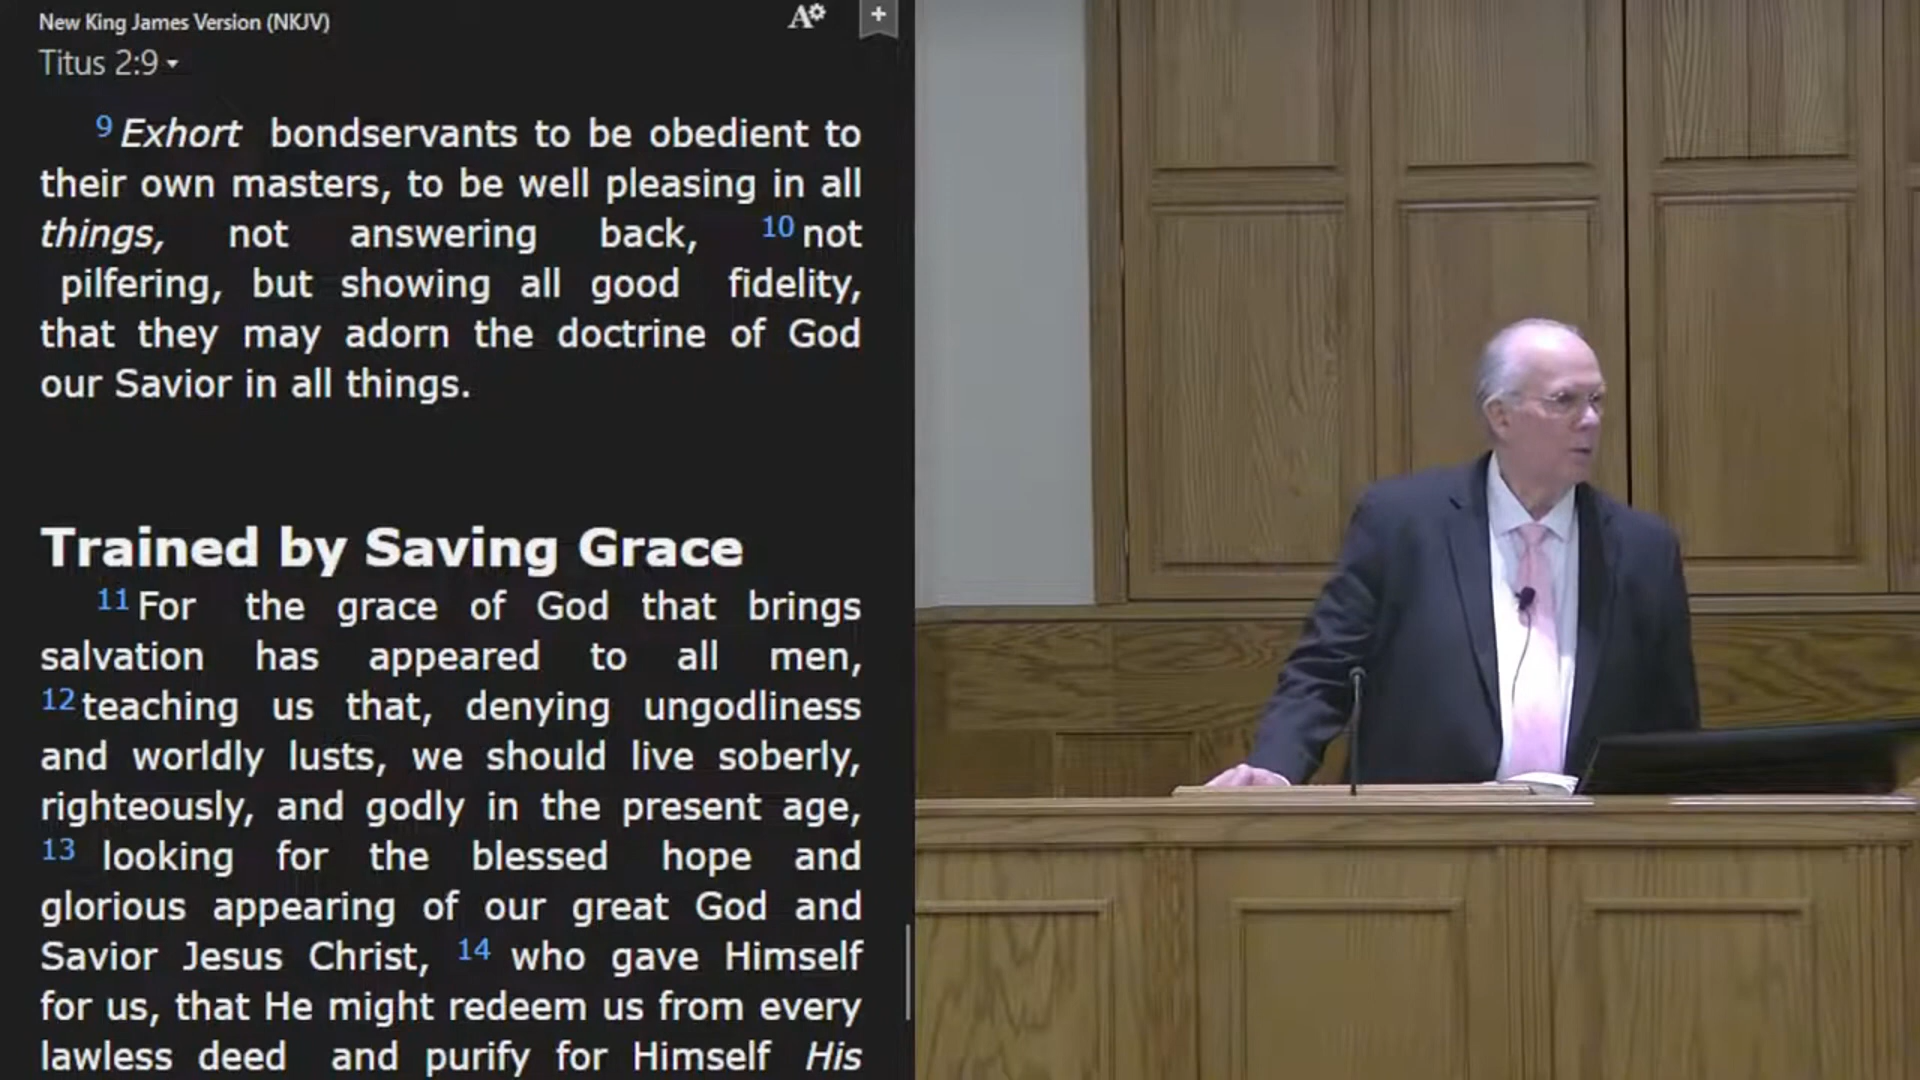 New King James Version (NKJV)
Titus 2:9
9 Exhort bondservants to be obedient to
their own masters, to be well pleasing in all
things, not answering back, 10 not
pilfering, but showing all good fidelity,
that they may adorn the doctrine of God
our Savior in all things.
Trained by Saving Grace
11 For the grace of God that brings
salvation has appeared to all men,
12 teaching us that, denying ungodliness
and worldly lusts, we should live soberly,
righteously, and godly in the present age,
13 looking for the blessed hope and
glorious appearing of our great God and
Savior Jesus Christ, 14 who gave Himself
for us, that He might redeem us from every
lawless deed and purify for Himself His